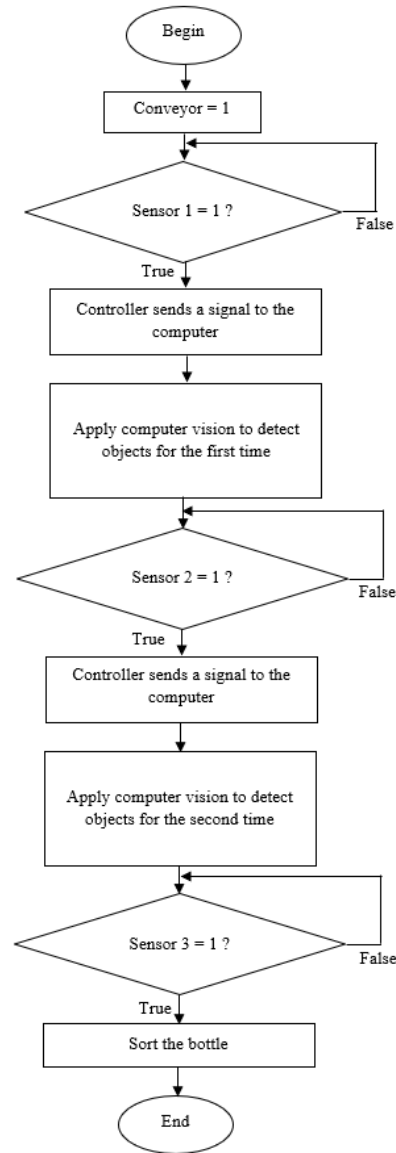 Begin
Conveyor = 1
Sensor 1 = 1 ?
False
True
Controller sends a signal to the
computer
Apply computer vision to detect
objects for the first time
Sensor 2 = 1 ?
False
True
Controller sends a signal to the
computer
Apply computer vision to detect
objects for the second time
Sensor 3 = 1 ?
False
True
Sort the bottle
End